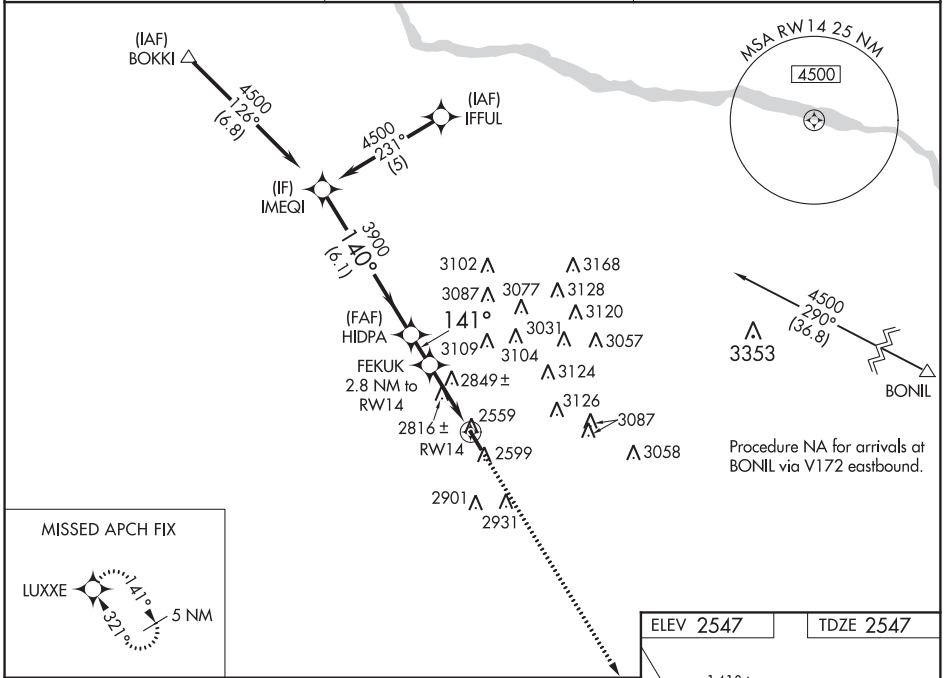 (IAF)
BOKKI
4500
126°
(6.8)
(IAF)
IFFUL
4500
231°
(5)
(IF)
IMEQI
3900
140°
(6.1)
MSA RW14 25 NM
4500
3102
3168
3087
3077
3128
3120
(FAF)
HIDPA
141°
3109
3031
3104
3057
FEKUK
2.8 NM to
RW14
2849 ±
3124
2816 ±
3126
3087
2559
RW14
2599
3058
2901
2931
4500
290°
(36.8)
3353
BONIL
Procedure NA for arrivals at
BONIL via V172 eastbound.
MISSED APCH FIX
LUXXE
141°
321°
5 NM
ELEV 2547
TDZE 2547